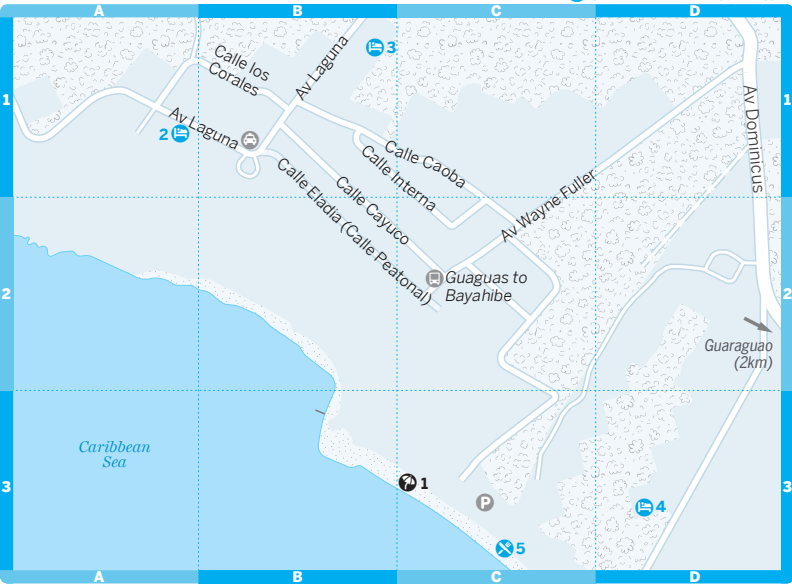 A
B
C
D
3
Calle los
Corales
Av Laguna
1
1
2
Av Laguna
Av Dominicus
Calle Caoba
Calle Interna
Calle Cayuco
Calle Eladia (Calle Peatonal)
Av Wayne Fuller
Guaguas to
Bayahibe
2
2
Guaraguao
(2km)
Caribbean
Sea
3
3
1
P
4
5
A
B
C
D